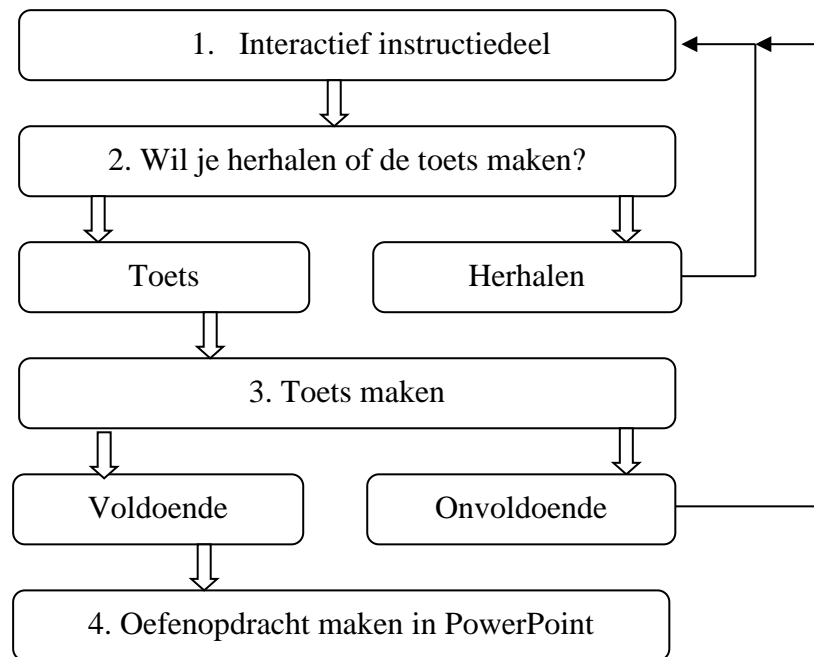 1. Interactief instructiedeel
2. Wil je herhalen of de toets maken?
Toets
Herhalen
3. Toets maken
Voldoende
Onvoldoende
4. Oefenopdracht maken in PowerPoint